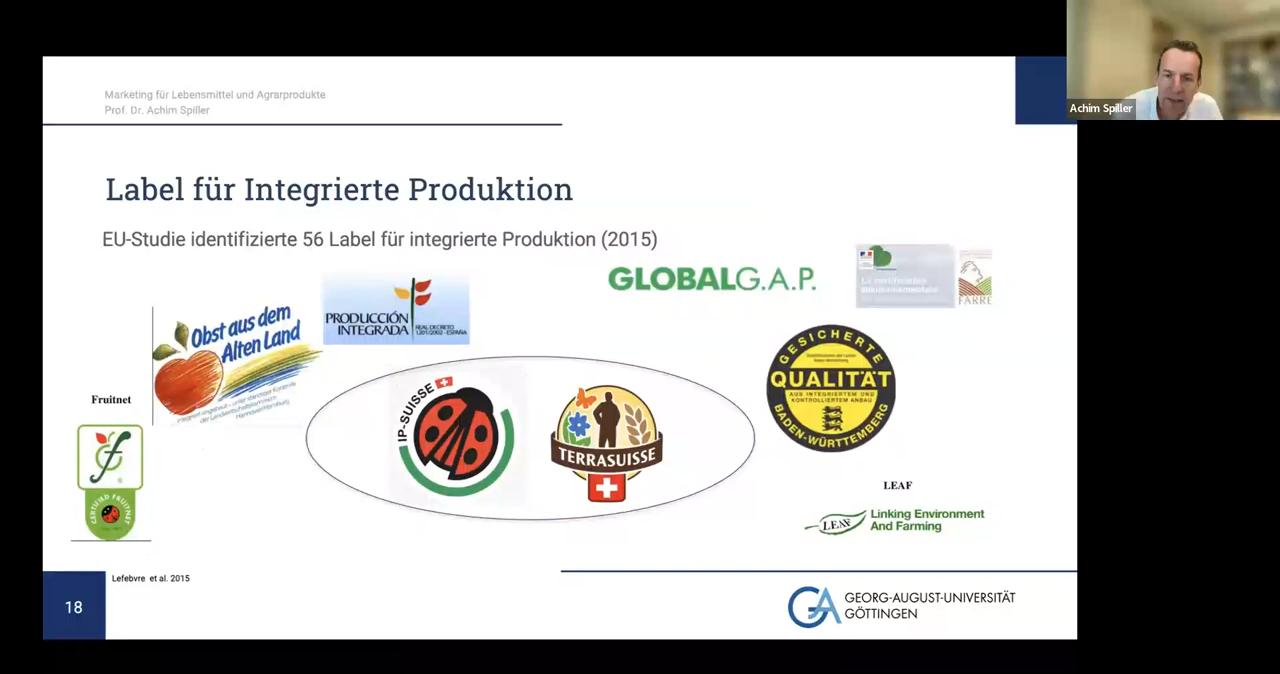 Achim Spiller
Marketing für Lebensmittel und Agrarprodukte
Prof. Dr. Achim Spiller
Label für Integrierte Produktion
EU-Studie identifizierte 56 Label für integrierte Produktion (2015)
GLOBALG.A.P.
FARRE
PRODUCCIÓN
INTEGRADA
REAL DECRETO
1201/2002 - ESPAÑA
Obst aus dem
Alten Land
GESICHERTE
QUALITÄT
AUS INTEGRIERTEM UND
KONTROLLIERTEM ANBAU
BADEN-WÜRTTEMBERG
Fruitnet
f
CERTIFIED FRUITNET
IP-SUISSE
TERRASUISSE
LEAF
LEAF
Linking Environment
And Farming
Lefebvre et al. 2015
18
GEORG-AUGUST-UNIVERSITÄT
GÖTTINGEN